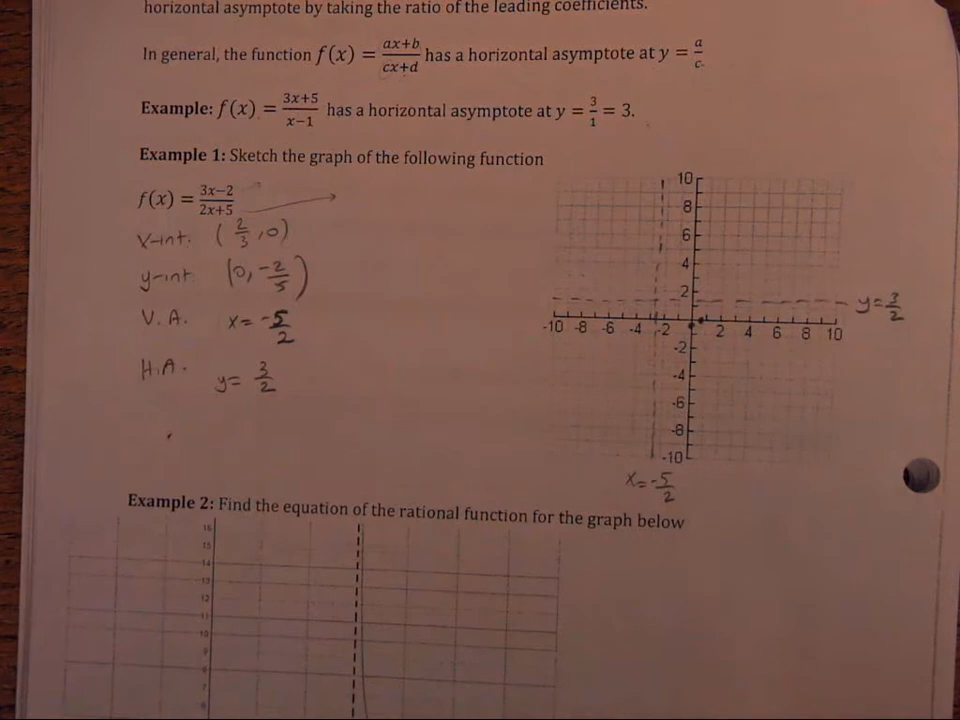 horizontal asymptote by taking the ratio of the leading coefficients.
In general, the function f(x) = ax+b/cx+d has a horizontal asymptote at y = a/c.
Example: f(x) = 3x+5/x−1 has a horizontal asymptote at y = 3/1 = 3.
Example 1: Sketch the graph of the following function
f(x) = 3x−2/2x+5
x-int. (2/3, 0)
y-int (0, -2/5)
V.A. x= -5/2
H.A. y= 3/2
10
8
6
4
2
y=3/2
-10 -8 -6 -4 -2 2 4 6 8 10
-2
-4
-6
-8
-10
x=-5/2
Example 2: Find the equation of the rational function for the graph below
16
15
14
13
12
11
10
9
8
7